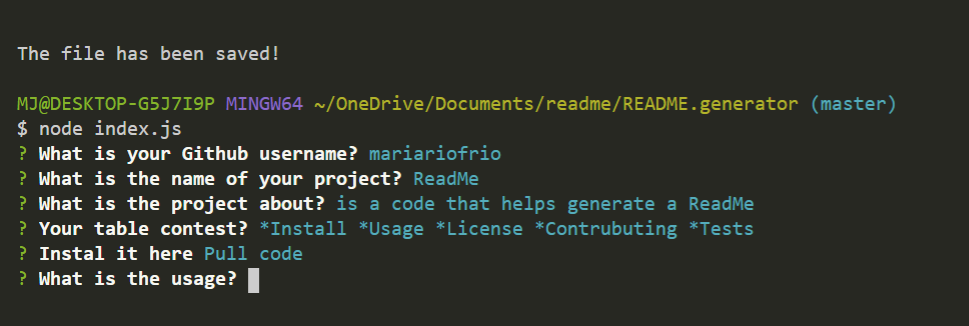 The file has been saved!
MJ@DESKTOP-G5J7I9P MINGW64 ~/OneDrive/Documents/readme/README.generator (master)
$ node index.js
? What is your Github username? mariariofrio
? What is the name of your project? ReadMe
? What is the project about? is a code that helps generate a ReadMe
? Your table contest? *Install *Usage *License *Contrubuting *Tests
? Instal it here Pull code
? What is the usage?